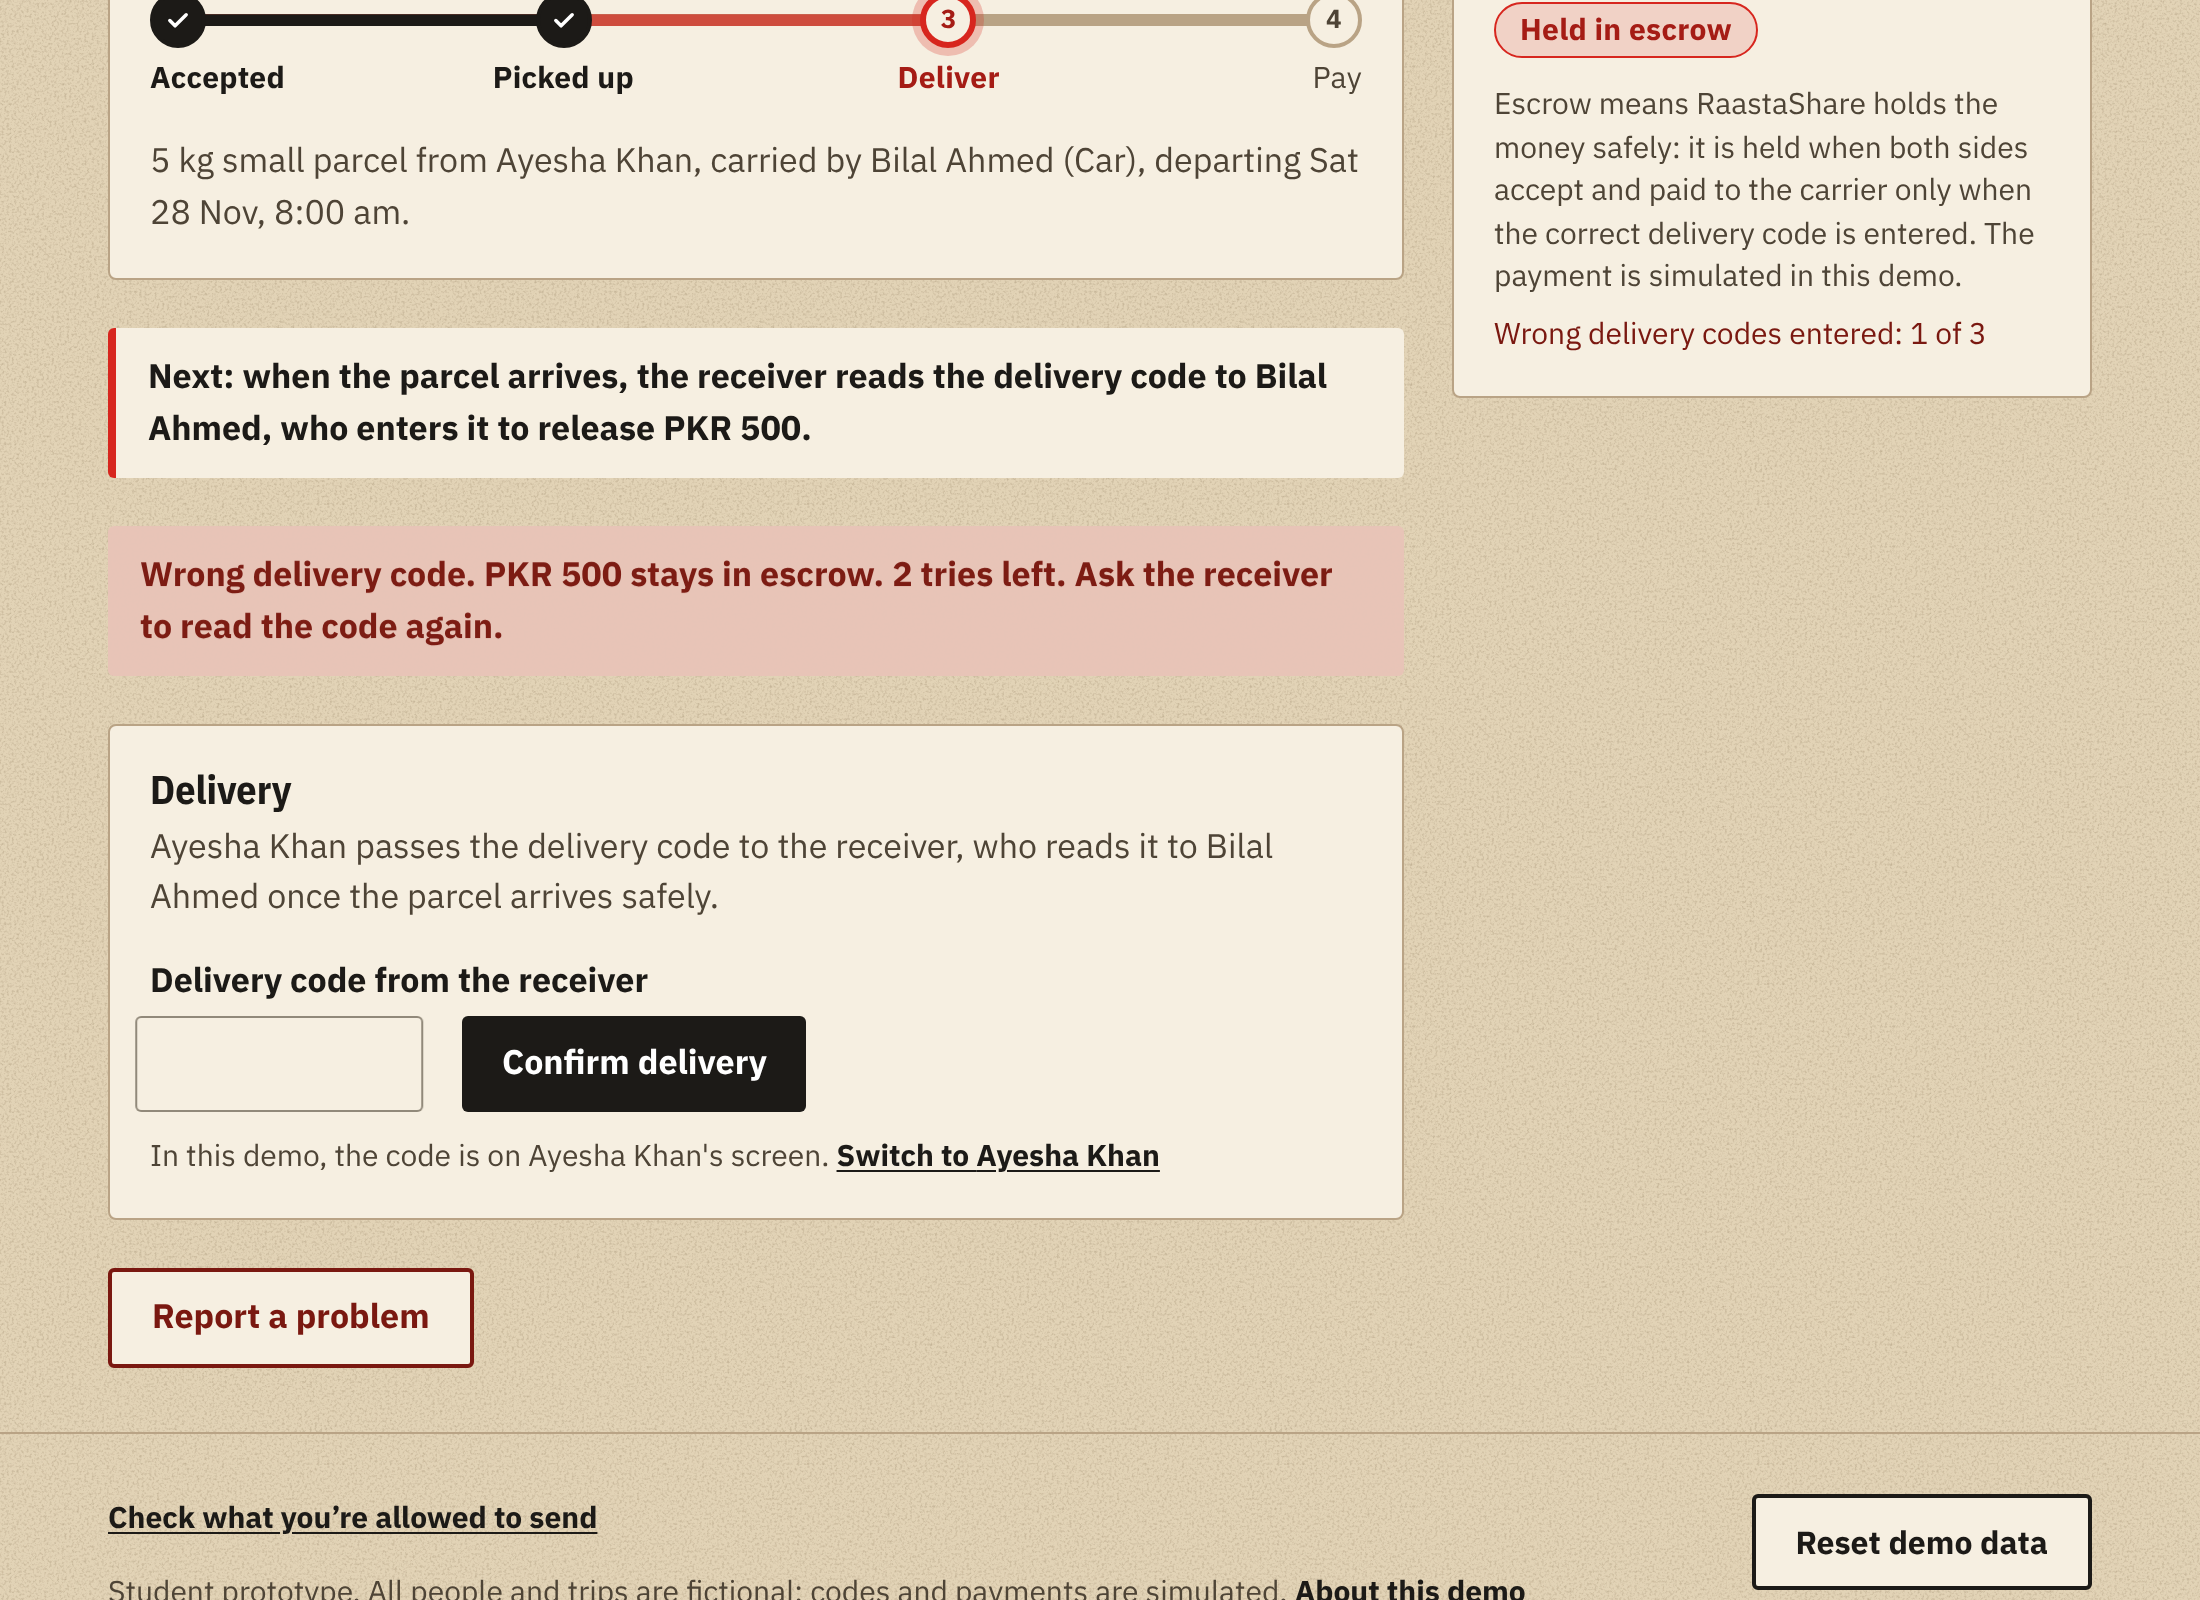 3
4
Accepted
Picked up
Deliver
Pay
5 kg small parcel from Ayesha Khan, carried by Bilal Ahmed (Car), departing Sat
28 Nov, 8:00 am.
Held in escrow
Escrow means RaastaShare holds the
money safely: it is held when both sides
accept and paid to the carrier only when
the correct delivery code is entered. The
payment is simulated in this demo.
Wrong delivery codes entered: 1 of 3
Next: when the parcel arrives, the receiver reads the delivery code to Bilal
Ahmed, who enters it to release PKR 500.
Wrong delivery code. PKR 500 stays in escrow. 2 tries left. Ask the receiver
to read the code again.
Delivery
Ayesha Khan passes the delivery code to the receiver, who reads it to Bilal
Ahmed once the parcel arrives safely.
Delivery code from the receiver
Confirm delivery
In this demo, the code is on Ayesha Khan's screen. Switch to Ayesha Khan
Report a problem
Check what you’re allowed to send
Reset demo data
Student prototype. All people and trips are fictional; codes and payments are simulated. About this demo